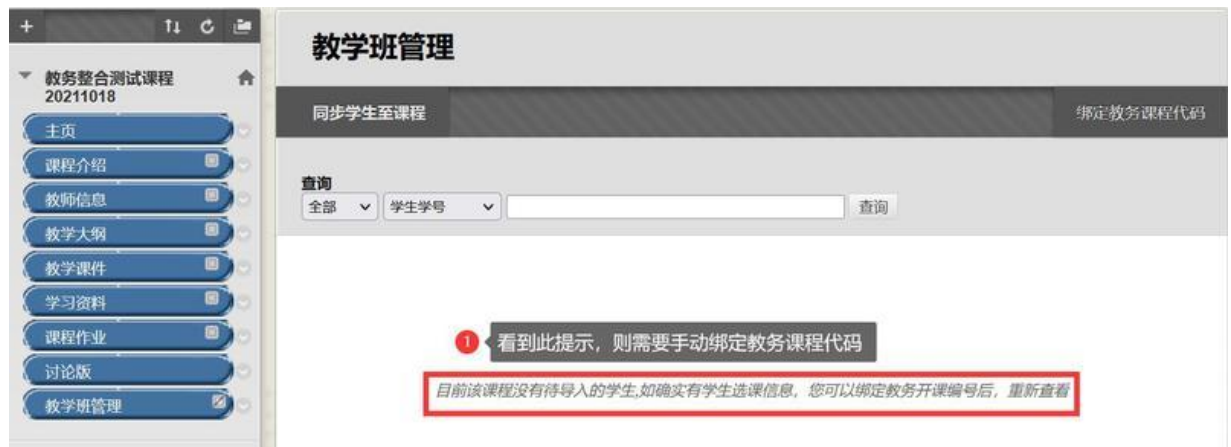 教务整合测试课程
20211018
主页
课程介绍
教师信息
教学大纲
教学课件
学习资料
课程作业
讨论版
教学班管理
教学班管理
同步学生至课程
绑定教务课程代码
查询
全部 学生学号 查询
1 看到此提示，则需要手动绑定教务课程代码
目前该课程没有待导入的学生,如确实有学生选课信息，您可以绑定教务开课编号后，重新查看